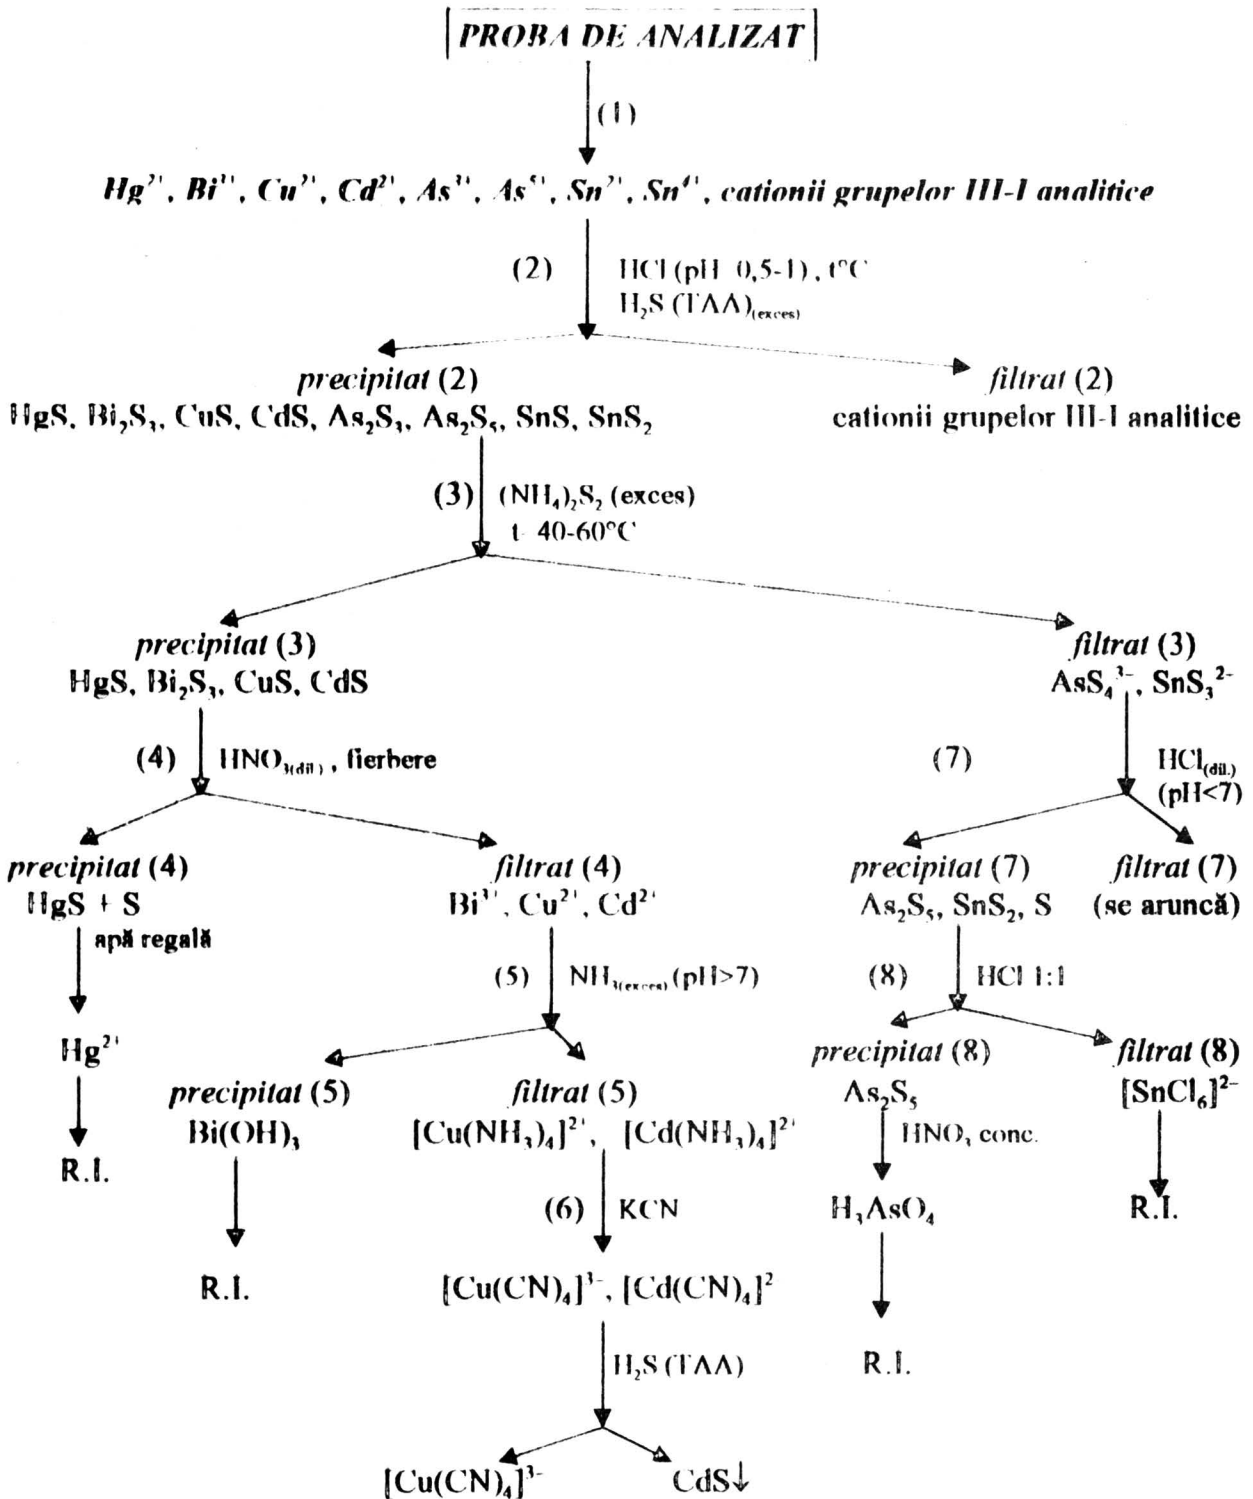 PROBA DE ANALIZAT
(1)
Hg²⁺, Bi³⁺, Cu²⁺, Cd²⁺, As³⁺, As⁵⁺, Sn²⁺, Sn⁴⁺, cationii grupelor III-I analitice
(2) HCl (pH 0,5-1), t°C
H₂S (TAA)(exces)
precipitat (2) filtrat (2)
HgS, Bi₂S₃, CuS, CdS, As₂S₃, As₂S₅, SnS, SnS₂ cationii grupelor III-I analitice
(3) (NH₄)₂S₂ (exces)
t 40-60°C
precipitat (3) filtrat (3)
HgS, Bi₂S₃, CuS, CdS AsS₄³⁻, SnS₃²⁻
(4) HNO₃(dil.), fierbere (7) HCl(dil.)
(pH<7)
precipitat (4) filtrat (4) precipitat (7) filtrat (7)
HgS + S Bi³⁺, Cu²⁺, Cd²⁺ As₂S₅, SnS₂, S (se aruncă)
apă regală
(5) NH₃(exces) (pH>7) (8) HCl 1:1
Hg²⁺ precipitat (8) filtrat (8)
precipitat (5) filtrat (5) As₂S₅ [SnCl₆]²⁻
Bi(OH)₃ [Cu(NH₃)₄]²⁺, [Cd(NH₃)₄]²⁺ HNO₃ conc.
R.I.
(6) KCN H₃AsO₄ R.I.
R.I. [Cu(CN)₄]³⁻, [Cd(CN)₄]²
H₂S (TAA) R.I.
[Cu(CN)₄]³⁻ CdS↓